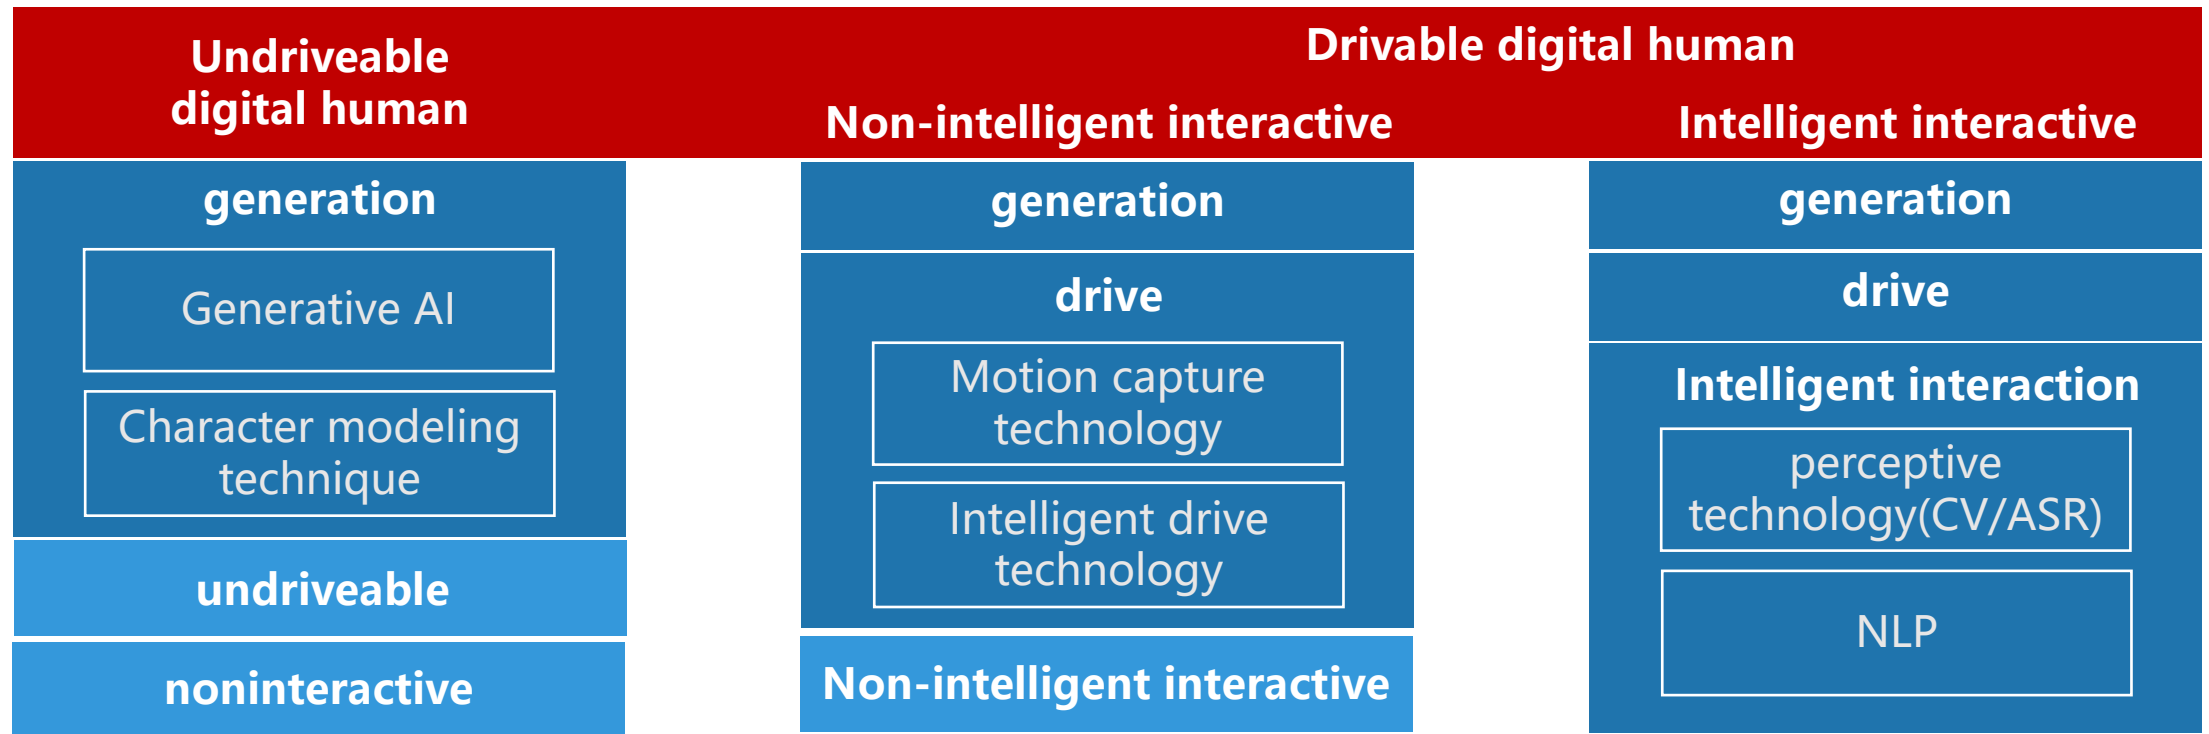 Undriveable
digital human
Drivable digital human
Non-intelligent interactive
Intelligent interactive
generation
Generative AI
Character modeling
technique
undriveable
noninteractive
generation
drive
Motion capture
technology
Intelligent drive
technology
Non-intelligent interactive
generation
drive
Intelligent interaction
perceptive
technology(CV/ASR)
NLP